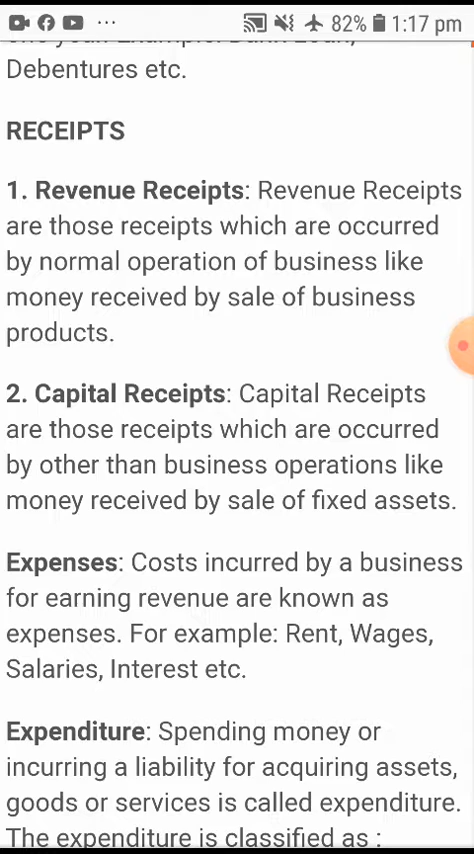 82% 1:17 pm
Debentures etc.
RECEIPTS
1. Revenue Receipts: Revenue Receipts
are those receipts which are occurred
by normal operation of business like
money received by sale of business
products.
2. Capital Receipts: Capital Receipts
are those receipts which are occurred
by other than business operations like
money received by sale of fixed assets.
Expenses: Costs incurred by a business
for earning revenue are known as
expenses. For example: Rent, Wages,
Salaries, Interest etc.
Expenditure: Spending money or
incurring a liability for acquiring assets,
goods or services is called expenditure.
The expenditure is classified as :